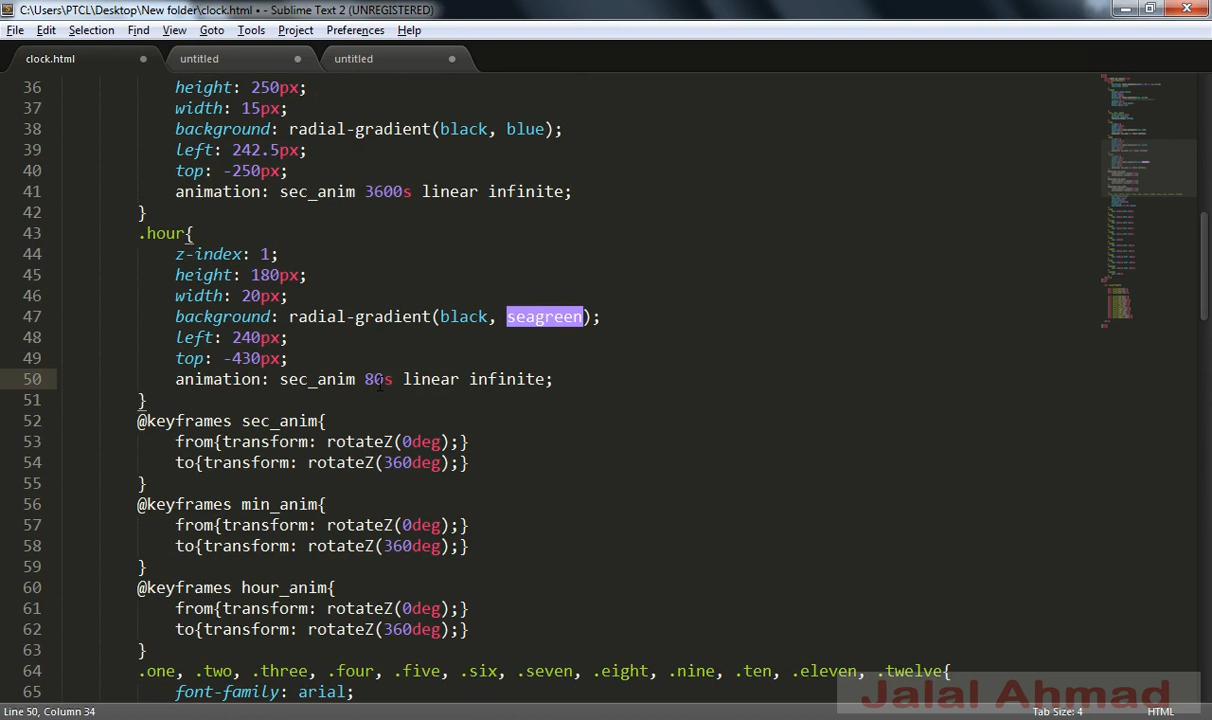 C:\Users\PTCL\Desktop\New folder\clock.html • - Sublime Text 2 (UNREGISTERED)
File Edit Selection Find View Goto Tools Project Preferences Help
clock.html untitled untitled
36 height: 250px;
37 width: 15px;
38 background: radial-gradient(black, blue);
39 left: 242.5px;
40 top: -250px;
41 animation: sec_anim 3600s linear infinite;
42 }
43 .hour{
44 z-index: 1;
45 height: 180px;
46 width: 20px;
47 background: radial-gradient(black, seagreen);
48 left: 240px;
49 top: -430px;
50 animation: sec_anim 80s linear infinite;
51 }
52 @keyframes sec_anim{
53 from{transform: rotateZ(0deg);}
54 to{transform: rotateZ(360deg);}
55 }
56 @keyframes min_anim{
57 from{transform: rotateZ(0deg);}
58 to{transform: rotateZ(360deg);}
59 }
60 @keyframes hour_anim{
61 from{transform: rotateZ(0deg);}
62 to{transform: rotateZ(360deg);}
63 }
64 .one, .two, .three, .four, .five, .six, .seven, .eight, .nine, .ten, .eleven, .twelve{
65 font-family: arial;
Jalal Ahmad
Line 50, Column 34 Tab Size: 4 HTML